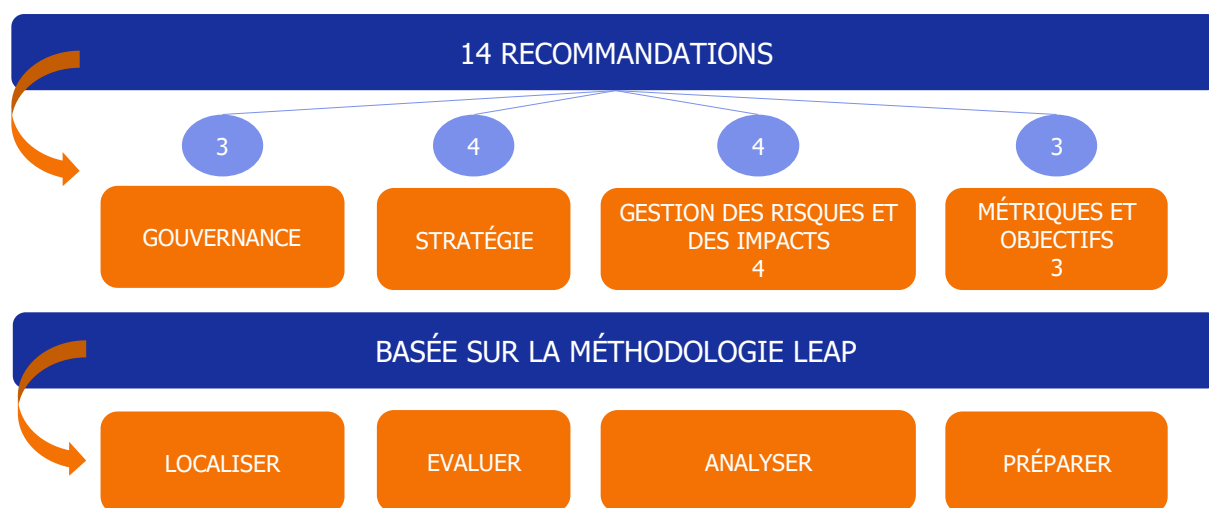 14 RECOMMANDATIONS
3
4
4
3
GOUVERNANCE
STRATÉGIE
GESTION DES RISQUES ET
DES IMPACTS
4
MÉTRIQUES ET
OBJECTIFS
3
BASÉE SUR LA MÉTHODOLOGIE LEAP
LOCALISER
EVALUER
ANALYSER
PRÉPARER